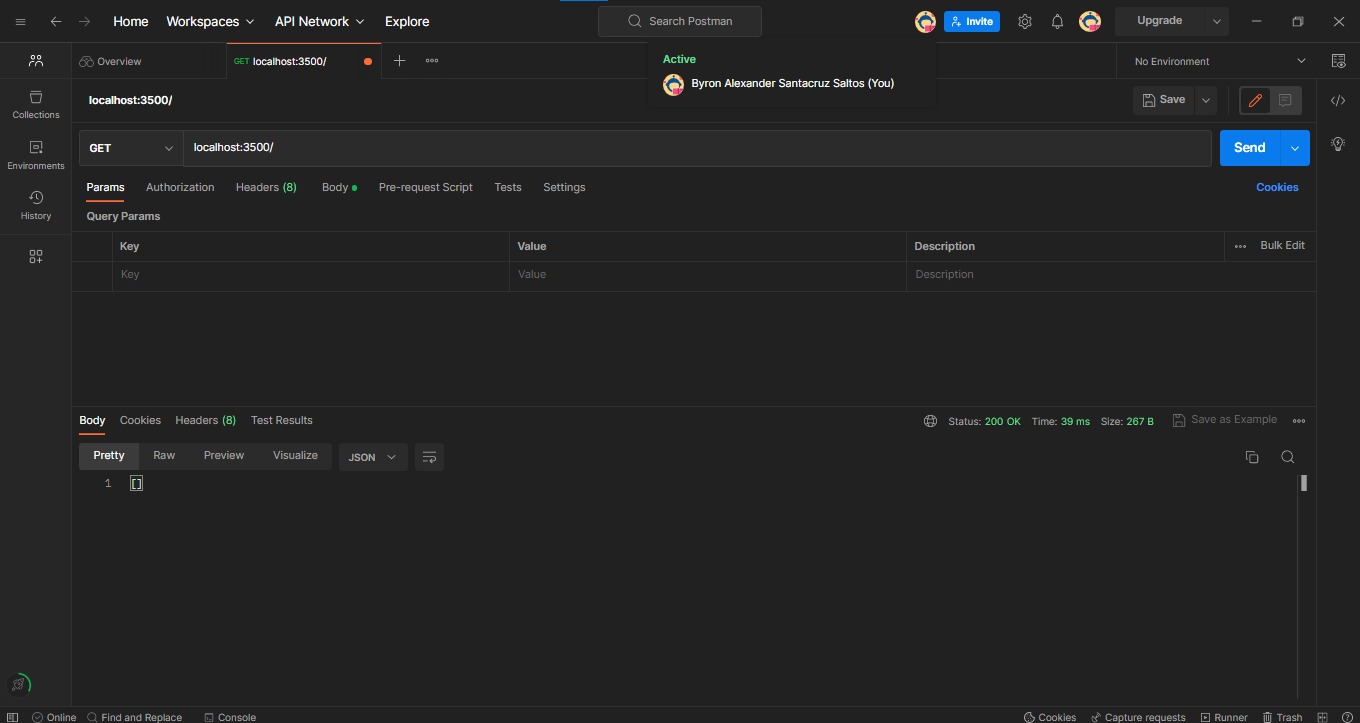 Home Workspaces API Network Explore Search Postman Invite Upgrade
Overview GET localhost:3500/ Active No Environment
Byron Alexander Santacruz Saltos (You)
localhost:3500/ Save
Collections
GET localhost:3500/ Send
Environments
Params Authorization Headers (8) Body Pre-request Script Tests Settings Cookies
History
Query Params
Key Value Description Bulk Edit
Key Value Description
Body Cookies Headers (8) Test Results Status: 200 OK Time: 39 ms Size: 267 B Save as Example
Pretty Raw Preview Visualize JSON
1 []
Online Find and Replace Console Cookies Capture requests Runner Trash